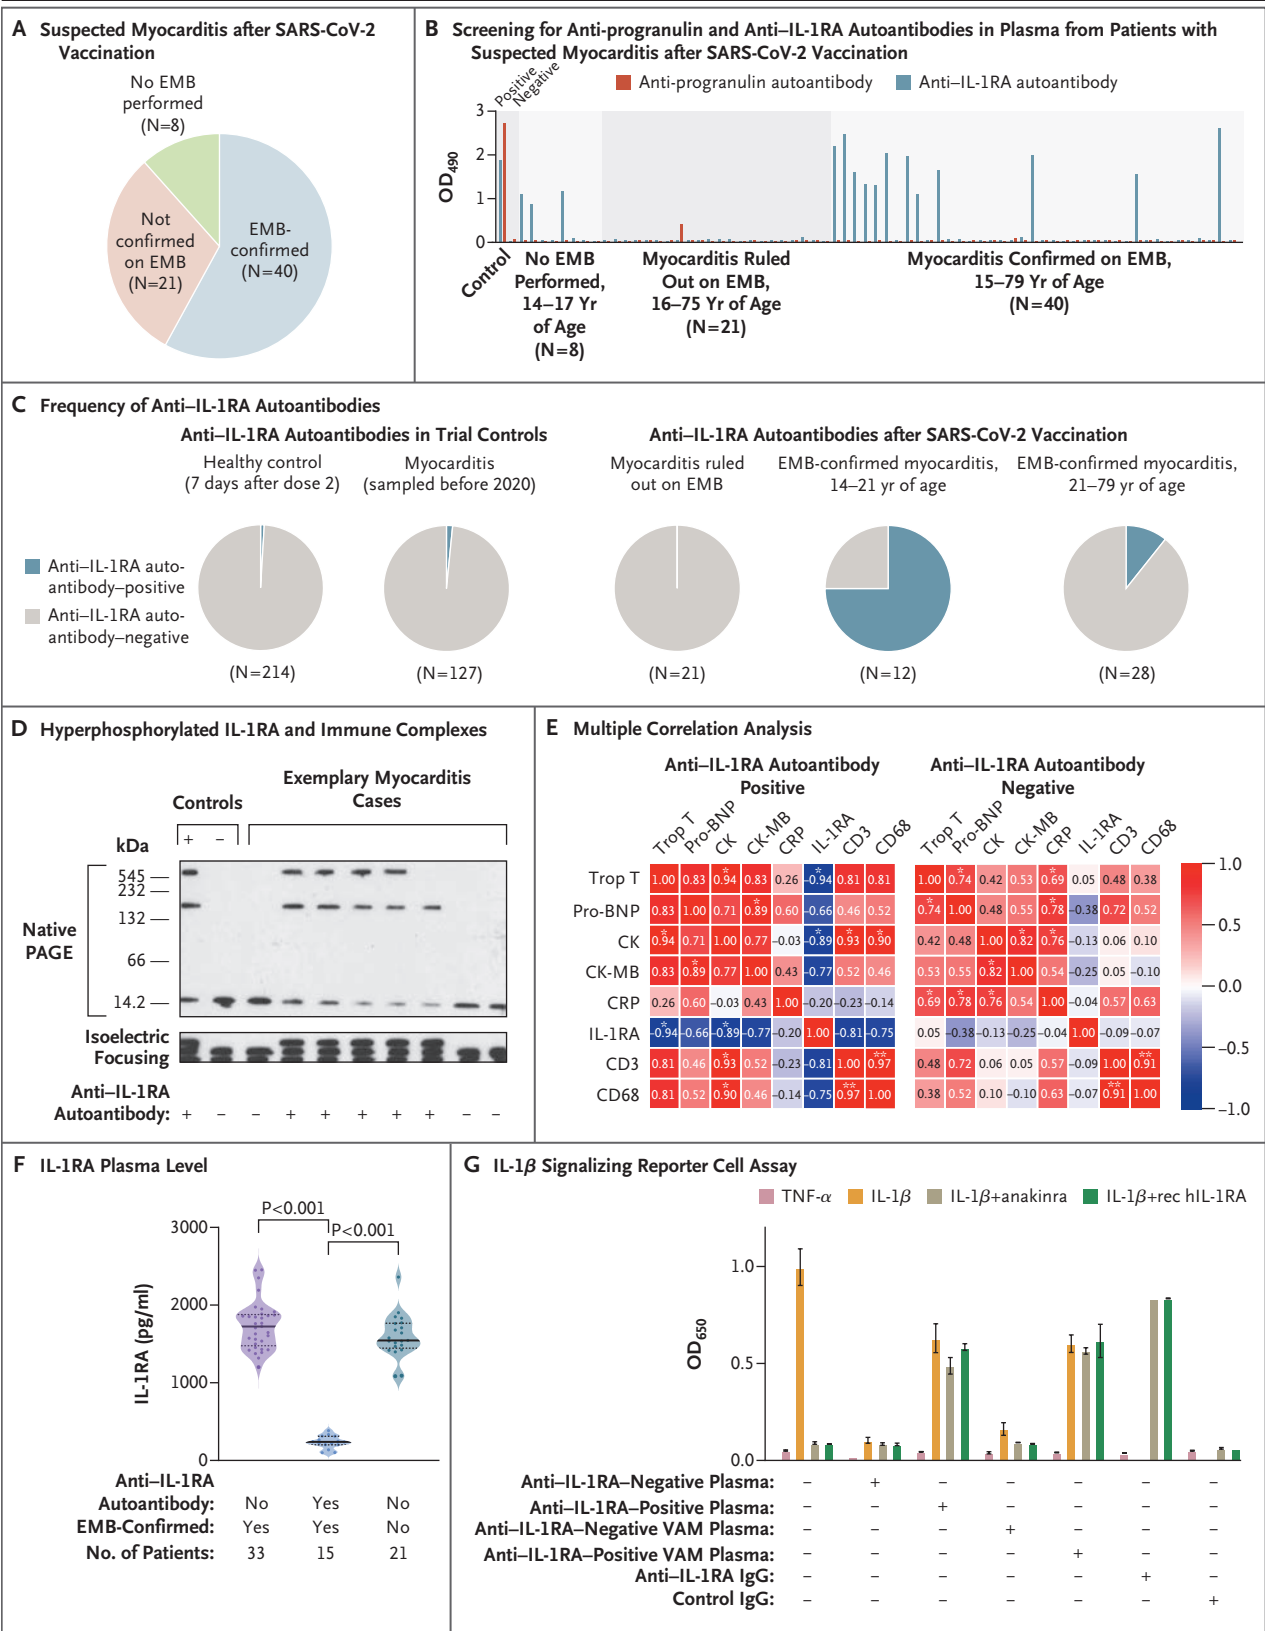 A Suspected Myocarditis after SARS-CoV-2
Vaccination
No EMB
performed
(N=8)
Not
confirmed
on EMB
(N=21)
EMB-
confirmed
(N=40)
B Screening for Anti-progranulin and Anti–IL-1RA Autoantibodies in Plasma from Patients with
Suspected Myocarditis after SARS-CoV-2 Vaccination
Positive
Negative
Anti-progranulin autoantibody
Anti–IL-1RA autoantibody
OD490
3
2
1
0
Control
No EMB
Performed,
14–17 Yr
of Age
(N=8)
Myocarditis Ruled
Out on EMB,
16–75 Yr of Age
(N=21)
Myocarditis Confirmed on EMB,
15–79 Yr of Age
(N=40)
C Frequency of Anti–IL-1RA Autoantibodies
Anti–IL-1RA Autoantibodies in Trial Controls
Anti–IL-1RA Autoantibodies after SARS-CoV-2 Vaccination
Healthy control
(7 days after dose 2)
Myocarditis
(sampled before 2020)
Myocarditis ruled
out on EMB
EMB-confirmed myocarditis,
14–21 yr of age
EMB-confirmed myocarditis,
21–79 yr of age
Anti–IL-1RA auto-
antibody–positive
Anti–IL-1RA auto-
antibody–negative
(N=214)
(N=127)
(N=21)
(N=12)
(N=28)
D Hyperphosphorylated IL-1RA and Immune Complexes
Exemplary Myocarditis
Cases
Controls
+ –
kDa
545
232
132
66
14.2
Native
PAGE
Isoelectric
Focusing
Anti–IL-1RA
Autoantibody: + – – + + + + + – –
E Multiple Correlation Analysis
Anti–IL-1RA Autoantibody
Positive
Trop T Pro-BNP CK CK-MB CRP IL-1RA CD3 CD68
Trop T 1.00 0.83 *0.94 0.83 0.26 *–0.94 0.81 0.81
Pro-BNP 0.83 1.00 0.71 *0.89 0.60 –0.66 0.46 0.52
CK *0.94 0.71 1.00 0.77 –0.03 *–0.89 *0.93 *0.90
CK-MB 0.83 *0.89 0.77 1.00 0.43 –0.77 0.52 0.46
CRP 0.26 0.60 –0.03 0.43 1.00 –0.20 –0.23 –0.14
IL-1RA *–0.94 –0.66 *–0.89 –0.77 –0.20 1.00 –0.81 –0.75
CD3 0.81 0.46 *0.93 0.52 –0.23 –0.81 1.00 **0.97
CD68 0.81 0.52 *0.90 0.46 –0.14 –0.75 **0.97 1.00
Anti–IL-1RA Autoantibody
Negative
Trop T Pro-BNP CK CK-MB CRP IL-1RA CD3 CD68
1.00 *0.74 0.42 0.53 *0.69 0.05 0.48 0.38
*0.74 1.00 0.48 0.55 *0.78 –0.38 0.72 0.52
0.42 0.48 1.00 *0.82 *0.76 –0.13 0.06 0.10
0.53 0.55 *0.82 1.00 0.54 –0.25 0.05 –0.10
*0.69 *0.78 *0.76 0.54 1.00 –0.04 0.57 0.63
0.05 –0.38 –0.13 –0.25 –0.04 1.00 –0.09 –0.07
0.48 0.72 0.06 0.05 0.57 –0.09 1.00 **0.91
0.38 0.52 0.10 –0.10 0.63 –0.07 **0.91 1.00
1.0
0.5
0.0
–0.5
–1.0
F IL-1RA Plasma Level
P<0.001
P<0.001
IL-1RA (pg/ml)
3000
2000
1000
0
Anti–IL-1RA
Autoantibody: No Yes No
EMB-Confirmed: Yes Yes No
No. of Patients: 33 15 21
G IL-1β Signalizing Reporter Cell Assay
TNF-α
IL-1β
IL-1β+anakinra
IL-1β+rec hIL-1RA
OD650
1.0
0.5
0.0
Anti–IL-1RA–Negative Plasma: – + – – – – –
Anti–IL-1RA–Positive Plasma: – – + – – – –
Anti–IL-1RA–Negative VAM Plasma: – – – + – – –
Anti–IL-1RA–Positive VAM Plasma: – – – – + – –
Anti–IL-1RA IgG: – – – – – + –
Control IgG: – – – – – – +